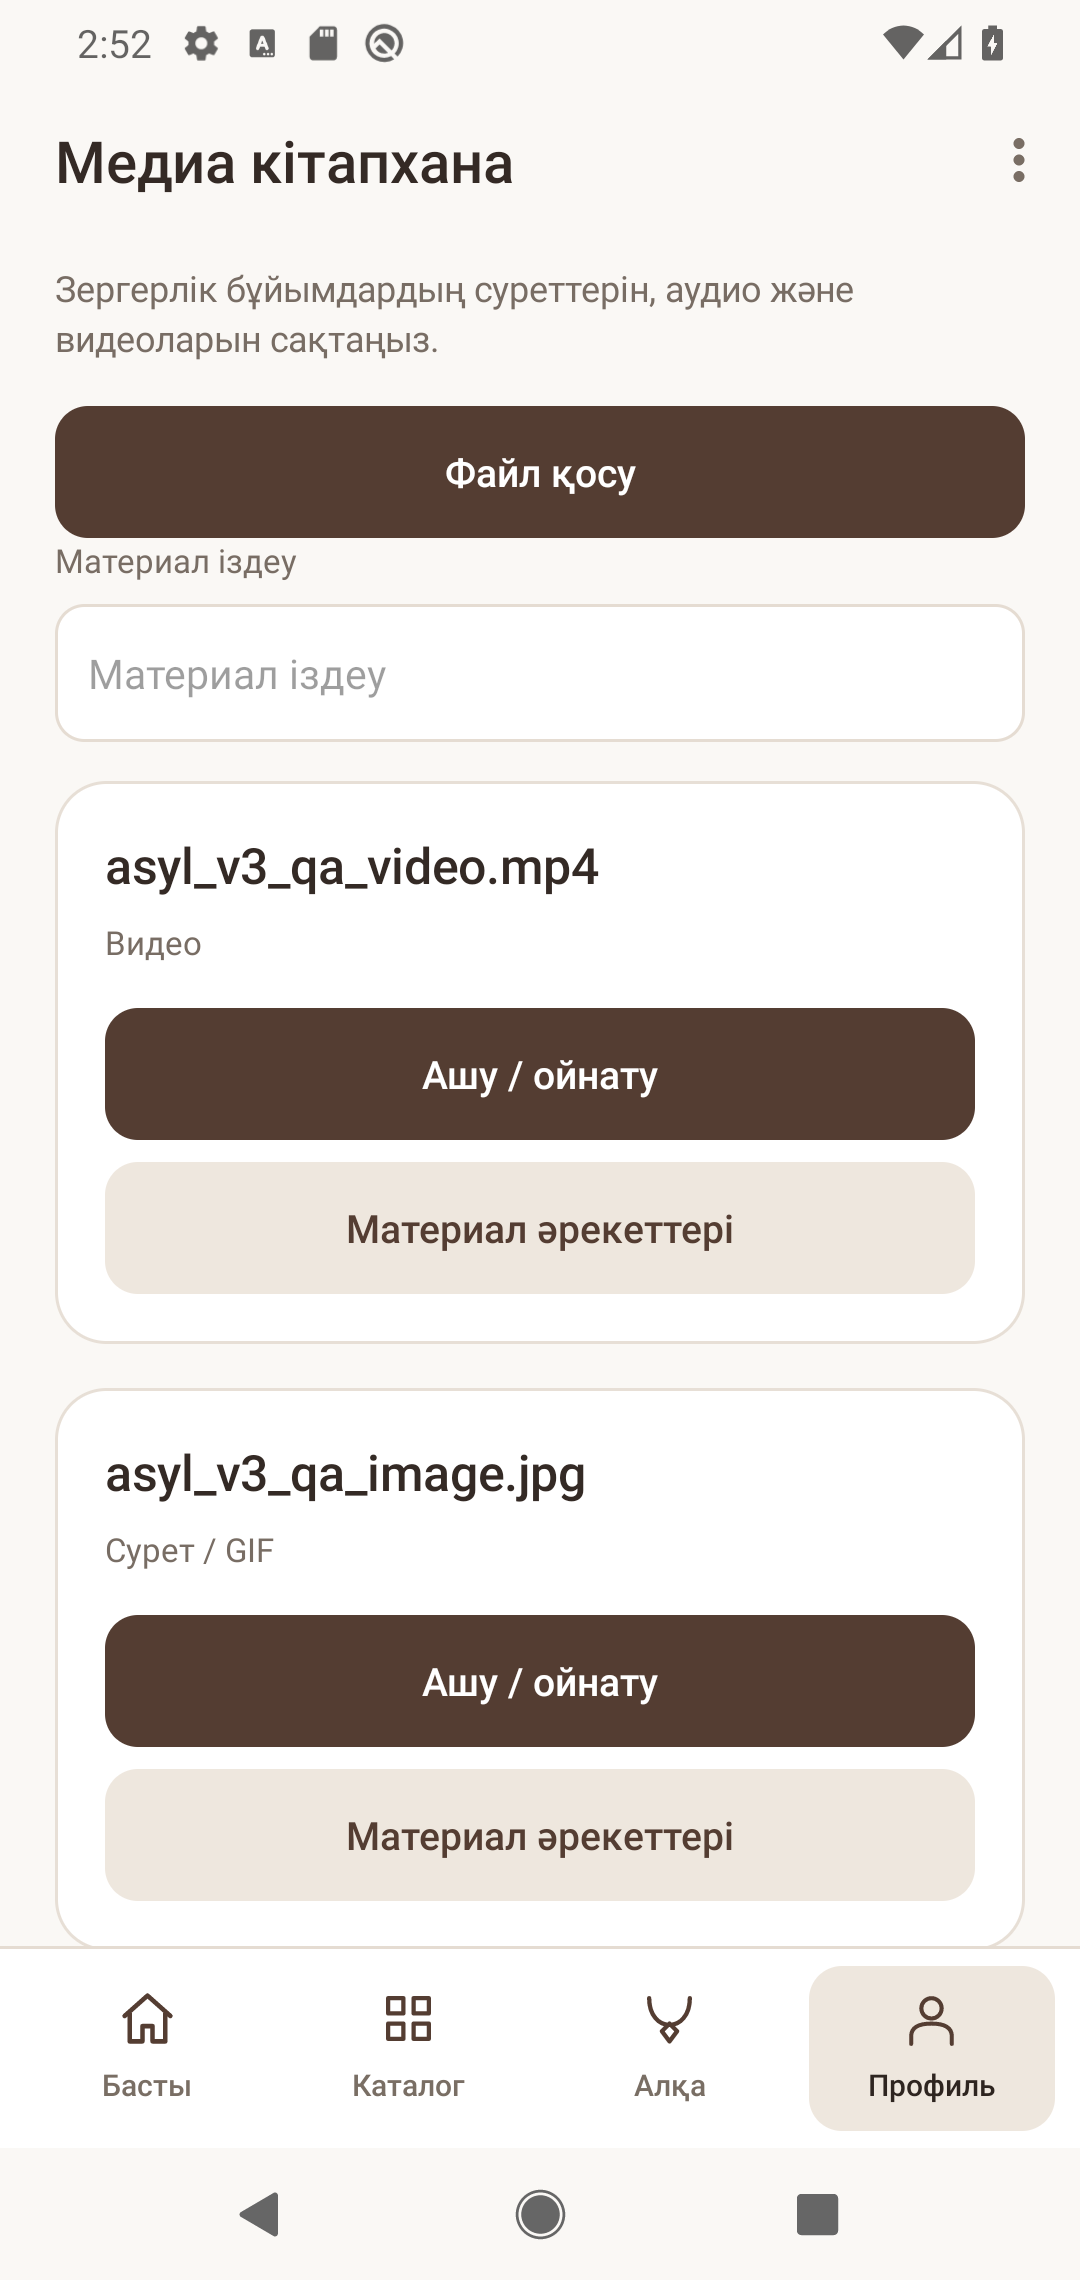 2:52
Медиа кітапхана
Зергерлік бұйымдардың суреттерін, аудио және
видеоларын сақтаңыз.
Файл қосу
Материал іздеу
Материал іздеу
asyl_v3_qa_video.mp4
Видео
Ашу / ойнату
Материал әрекеттері
asyl_v3_qa_image.jpg
Сурет / GIF
Ашу / ойнату
Материал әрекеттері
Басты
Каталог
Алқа
Профиль